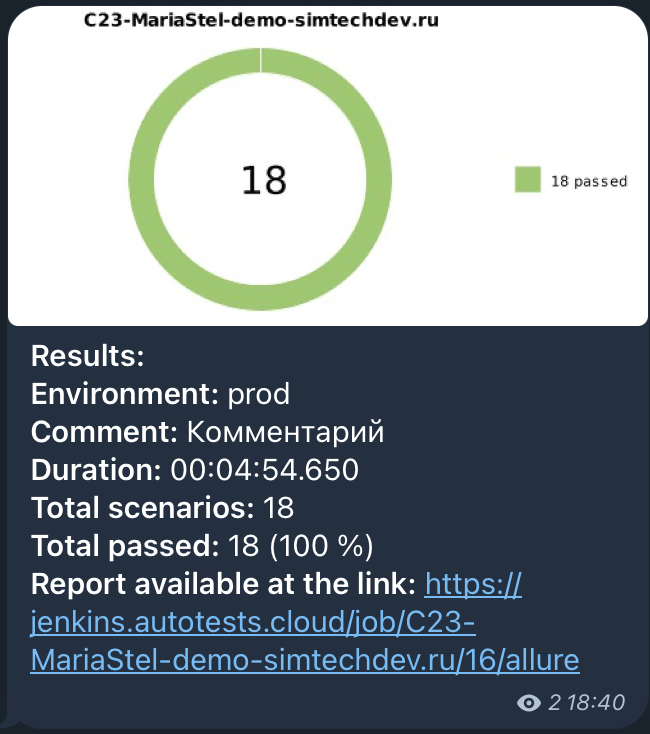 C23-MariaStel-demo-simtechdev.ru
18
18 passed
Results:
Environment: prod
Comment: Комментарий
Duration: 00:04:54.650
Total scenarios: 18
Total passed: 18 (100 %)
Report available at the link: https://
jenkins.autotests.cloud/job/C23-
MariaStel-demo-simtechdev.ru/16/allure
2 18:40